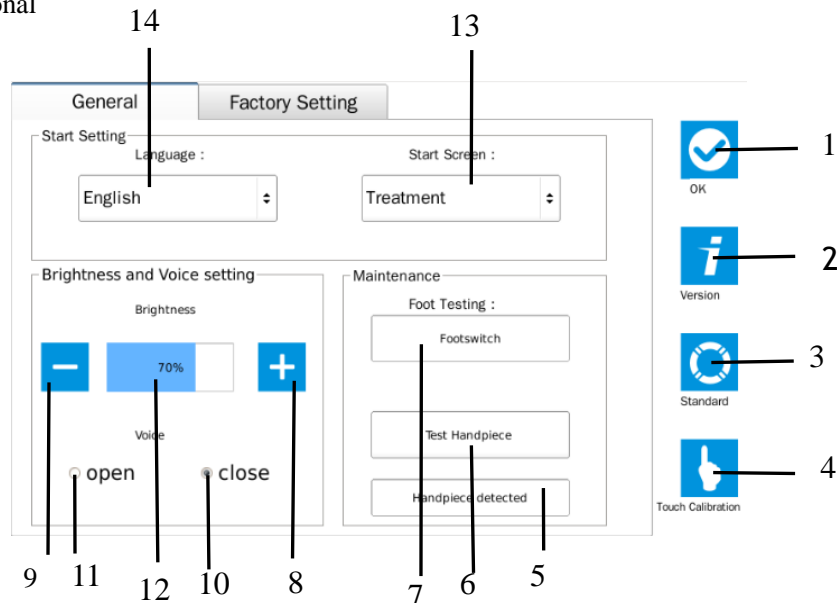 onal
14
13
General
Factory Setting
Start Setting
Language :
Start Screen :
English
Treatment
1
OK
2
Version
Brightness and Voice setting
Brightness
70%
Voice
open
close
Maintenance
Foot Testing :
Footswitch
Test Handpiece
Handpiece detected
3
Standard
4
Touch Calibration
9
11
12
10
8
7
6
5